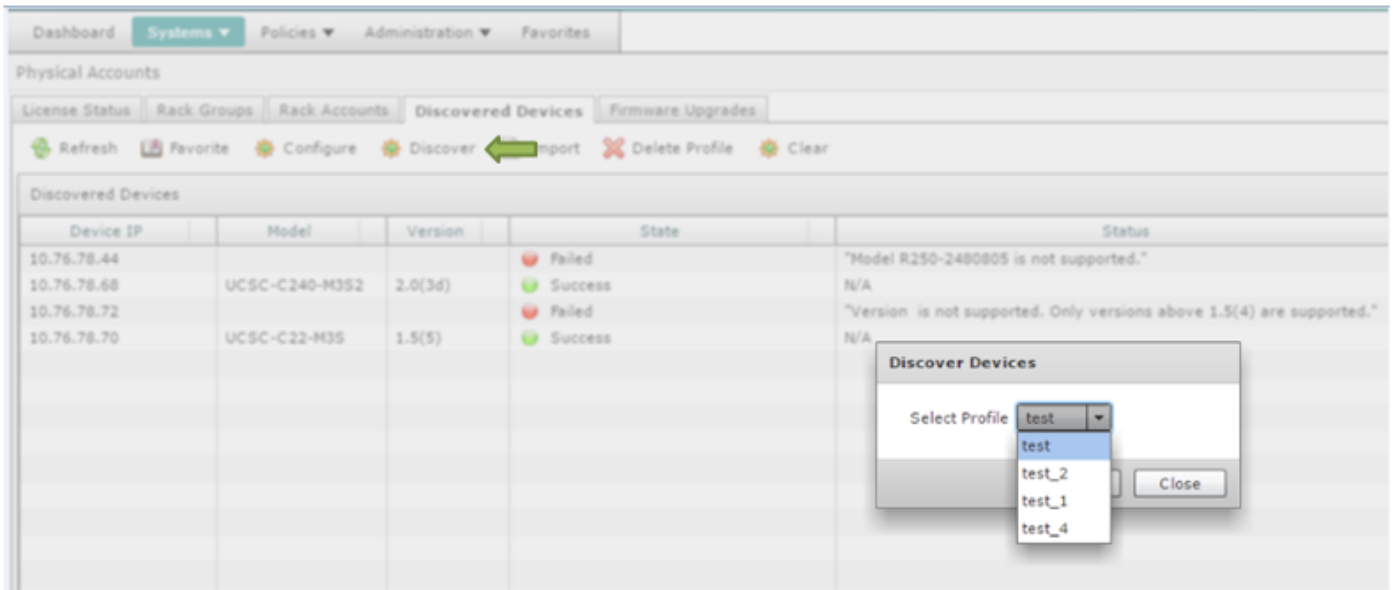 Dashboard Systems Policies Administration Favorites
Physical Accounts
License Status Rack Groups Rack Accounts Discovered Devices Firmware Upgrades
Refresh Favorite Configure Discover Delete Profile Clear
Discovered Devices
Device IP Model Version State Status
10.76.78.44 Failed "Model R250-2480805 is not supported."
10.76.78.68 UCSC-C240-M3S2 2.0(3d) Success N/A
10.76.78.72 Failed "Version is not supported. Only versions above 1.5(4) are supported."
10.76.78.70 UCSC-C22-M3S 1.5(5) Success N/A
Discover Devices
Select Profile test
test
test_2
test_1
test_4
Close